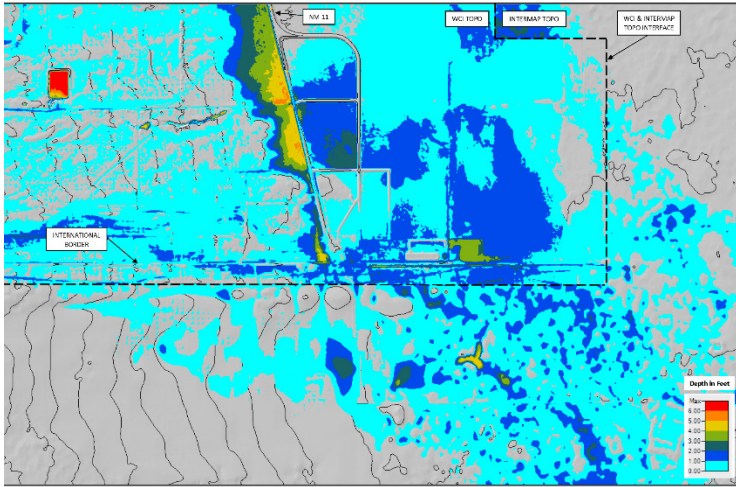 NM 11
WCI TOPO
INTERMAP TOPO
WCI & INTERMAP
TOPO INTERFACE
INTERNATIONAL
BORDER
Depth in Feet
Max
6.00
5.00
4.00
3.00
2.00
1.00
0.00